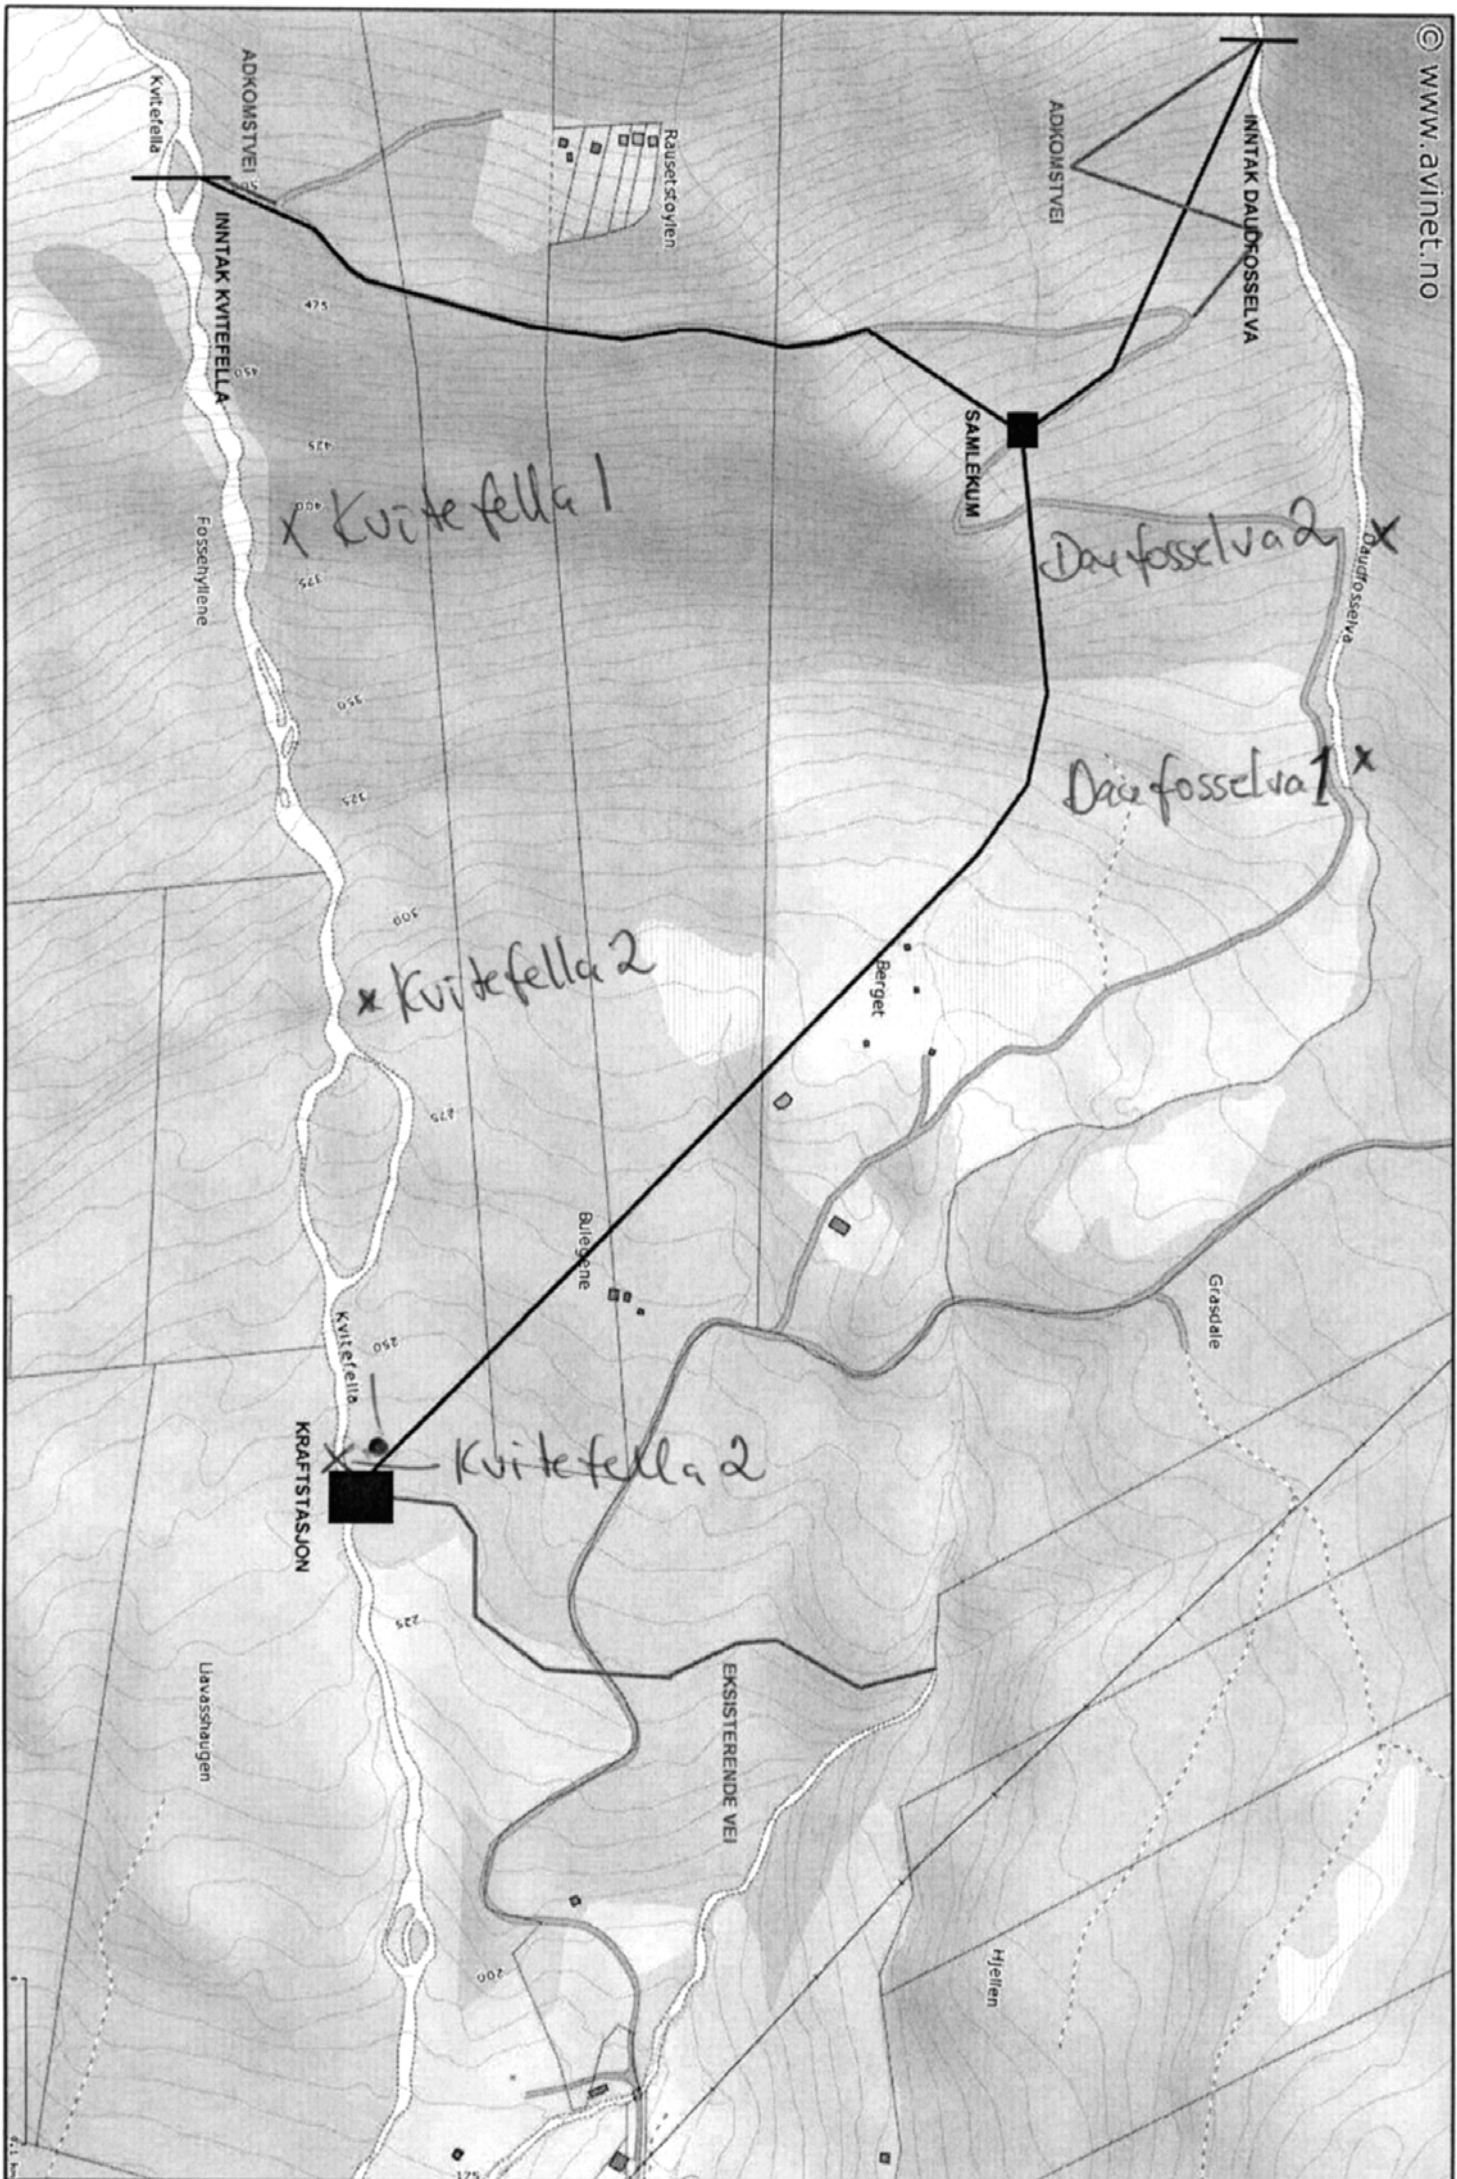 © www.avinet.no
Kvitefella
ADKOMSTVEI
INNTAK KVITEFELLA
Rausetstøylen
ADKOMSTVEI
INNTAK DAUDFOSSELVA
475
450
425
400
375
SAMLEKUM
x Kvitefella 1
Fossehyllene
Daufosselva 2 x
Daudfosselva
350
325
Daufosselva 1 x
300
x Kvitefella 2
Berget
275
Bulegene
Grasdale
Kvitefella
250
x Kvitefella 2
KRAFTSTASJON
225
Liavasshaugen
EKSISTERENDE VEI
Hjellen
200
175